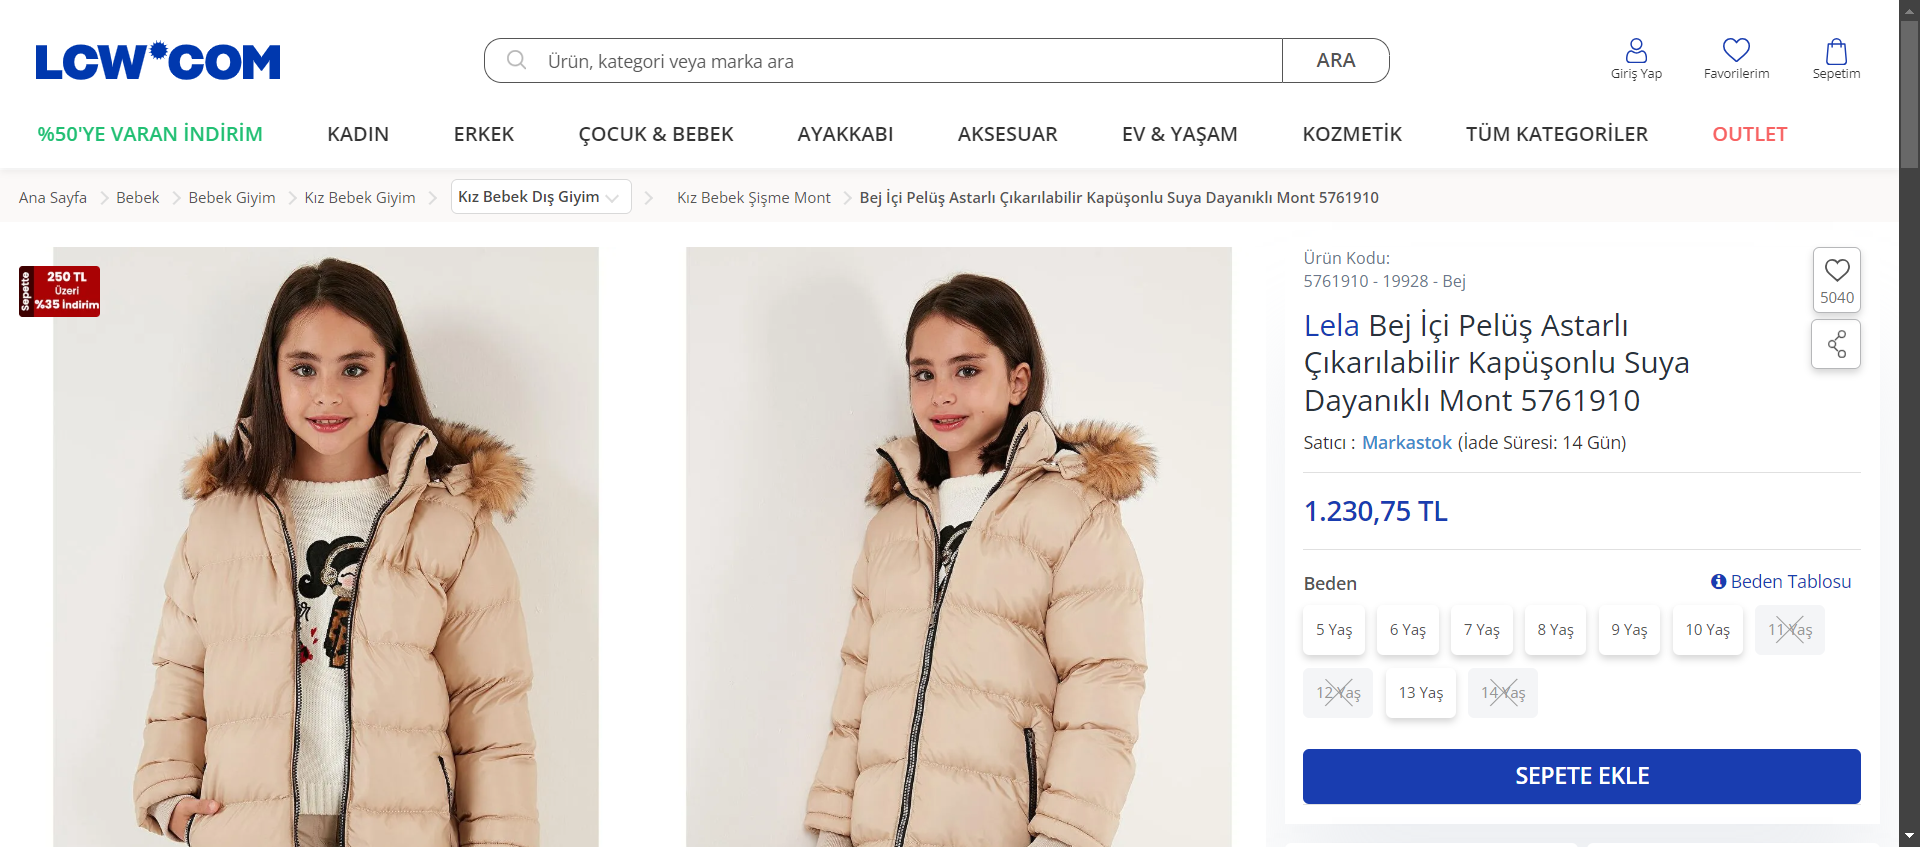 LCW COM
Ürün, kategori veya marka ara
ARA
Giriş Yap
Favorilerim
Sepetim
%50'YE VARAN İNDİRİM
KADIN
ERKEK
ÇOCUK & BEBEK
AYAKKABI
AKSESUAR
EV & YAŞAM
KOZMETİK
TÜM KATEGORİLER
OUTLET
Ana Sayfa
Bebek
Bebek Giyim
Kız Bebek Giyim
Kız Bebek Dış Giyim
Kız Bebek Şişme Mont
Bej İçi Pelüş Astarlı Çıkarılabilir Kapüşonlu Suya Dayanıklı Mont 5761910
Sepette
250 TL
Üzeri
%35 İndirim
Ürün Kodu:
5761910 - 19928 - Bej
5040
Lela Bej İçi Pelüş Astarlı
Çıkarılabilir Kapüşonlu Suya
Dayanıklı Mont 5761910
Satıcı : Markastok (İade Süresi: 14 Gün)
1.230,75 TL
Beden
Beden Tablosu
5 Yaş
6 Yaş
7 Yaş
8 Yaş
9 Yaş
10 Yaş
11 Yaş
12 Yaş
13 Yaş
14 Yaş
SEPETE EKLE